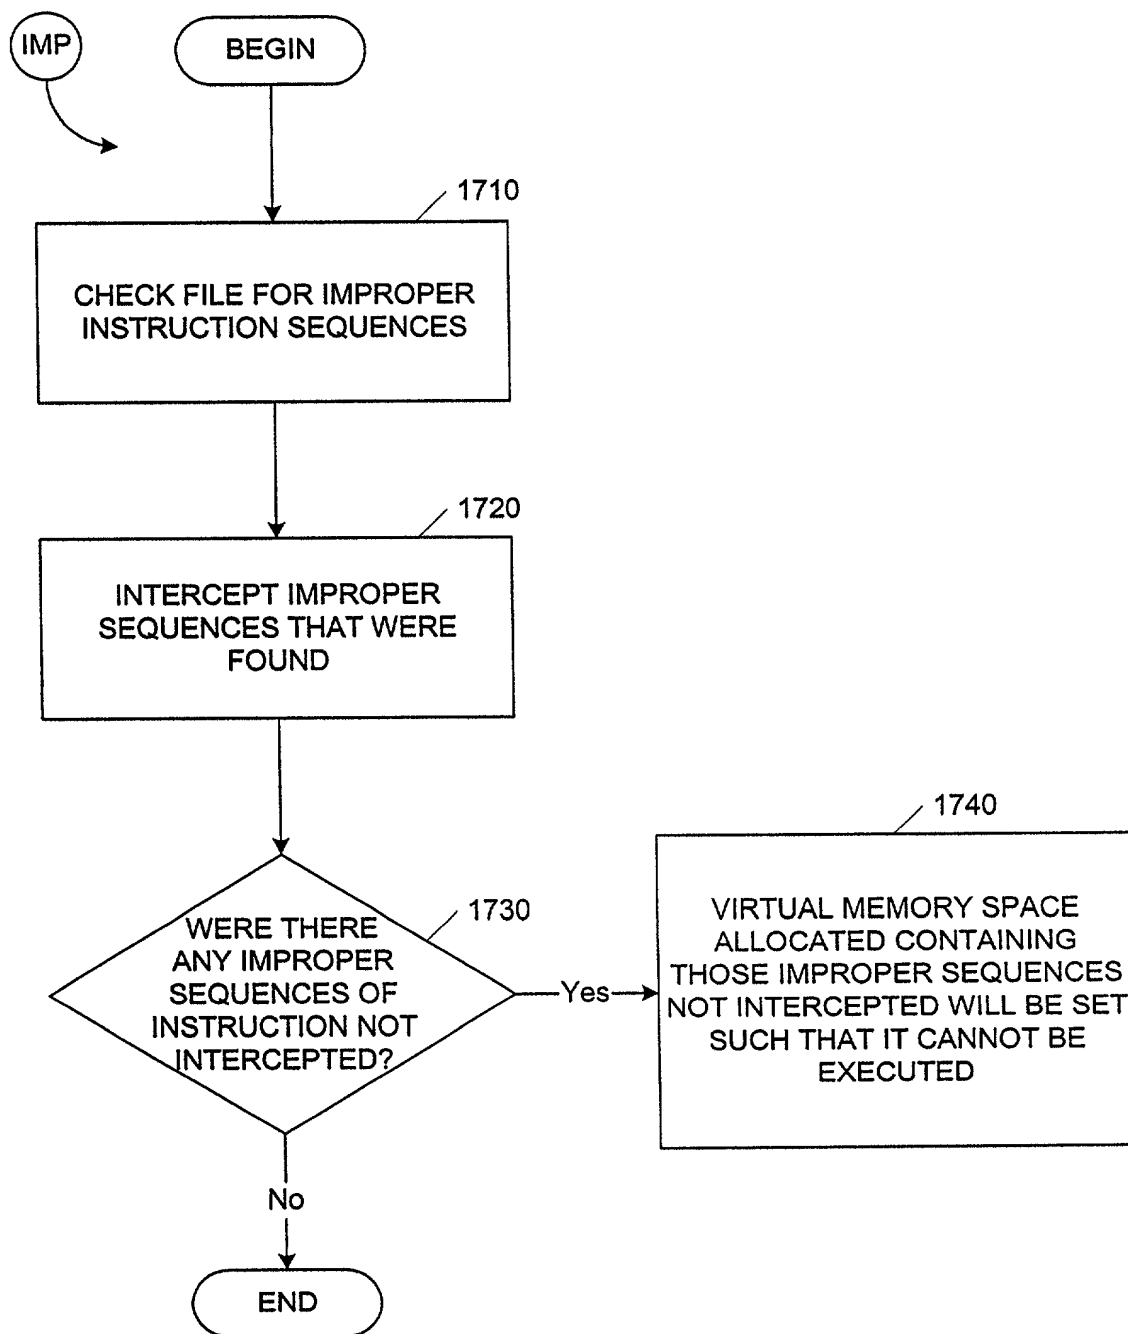 IMP
BEGIN
1710
CHECK FILE FOR IMPROPER
INSTRUCTION SEQUENCES
1720
INTERCEPT IMPROPER
SEQUENCES THAT WERE
FOUND
1730
WERE THERE
ANY IMPROPER
SEQUENCES OF
INSTRUCTION NOT
INTERCEPTED?
Yes
1740
VIRTUAL MEMORY SPACE
ALLOCATED CONTAINING
THOSE IMPROPER SEQUENCES
NOT INTERCEPTED WILL BE SET
SUCH THAT IT CANNOT BE
EXECUTED
No
END